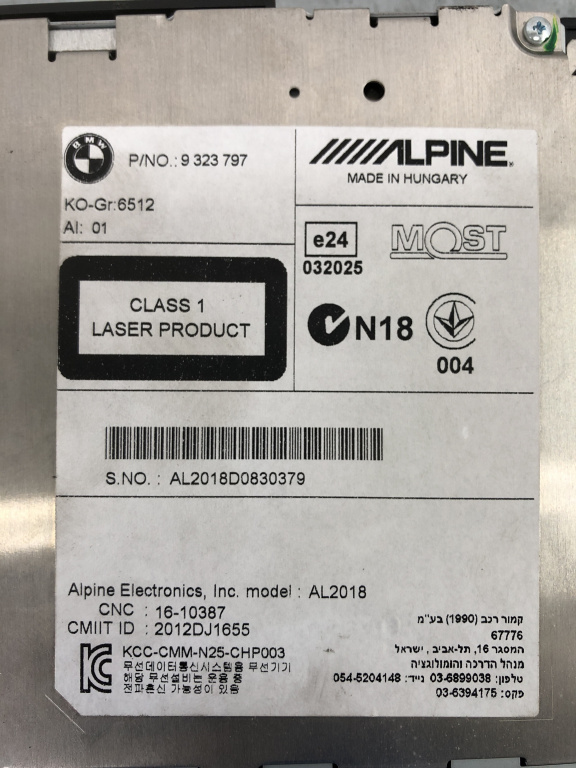 BMW
P/NO.: 9 323 797
KO-Gr:6512
AI: 01
ALPINE
MADE IN HUNGARY
e24
032025
MOST
CLASS 1
LASER PRODUCT
N18
004
S.NO. : AL2018D0830379
Alpine Electronics, Inc. model : AL2018
CNC : 16-10387
CMIIT ID : 2012DJ1655
KCC-CMM-N25-CHP003
무선데이터통신시스템용 무선기기
해당 무선설비는 운용중
전파혼신 가능성이 있음
קמור רכב (1990) בע"מ
67776
המסגר 16, תל-אביב, ישראל
מנהל הדרכה והומולוגציה
טלפון: 03-6899038 נייד: 054-5204148
פקס: 03-6394175